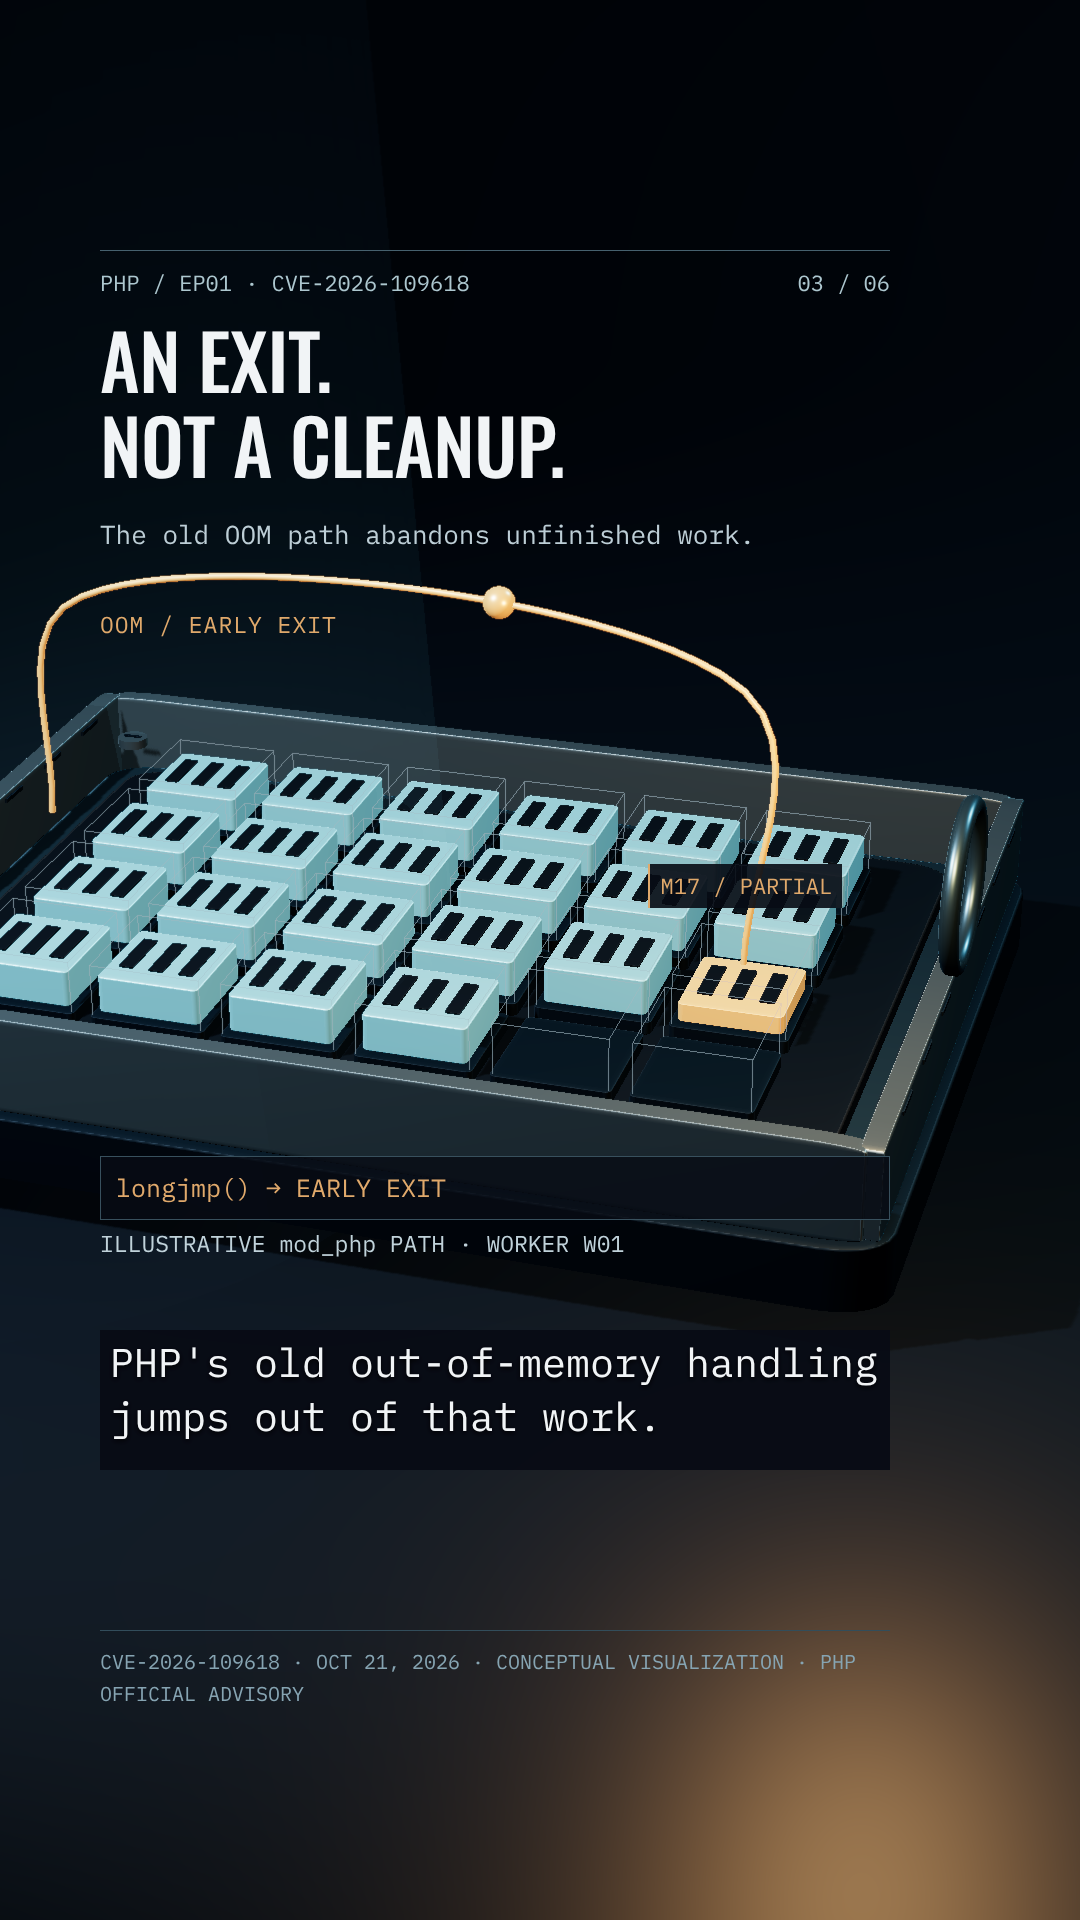 PHP / EP01 · CVE-2026-109618
03 / 06
AN EXIT.
NOT A CLEANUP.
The old OOM path abandons unfinished work.
OOM / EARLY EXIT
M17 / PARTIAL
longjmp() → EARLY EXIT
ILLUSTRATIVE mod_php PATH · WORKER W01
PHP's old out-of-memory handling
jumps out of that work.
CVE-2026-109618 · OCT 21, 2026 · CONCEPTUAL VISUALIZATION · PHP
OFFICIAL ADVISORY